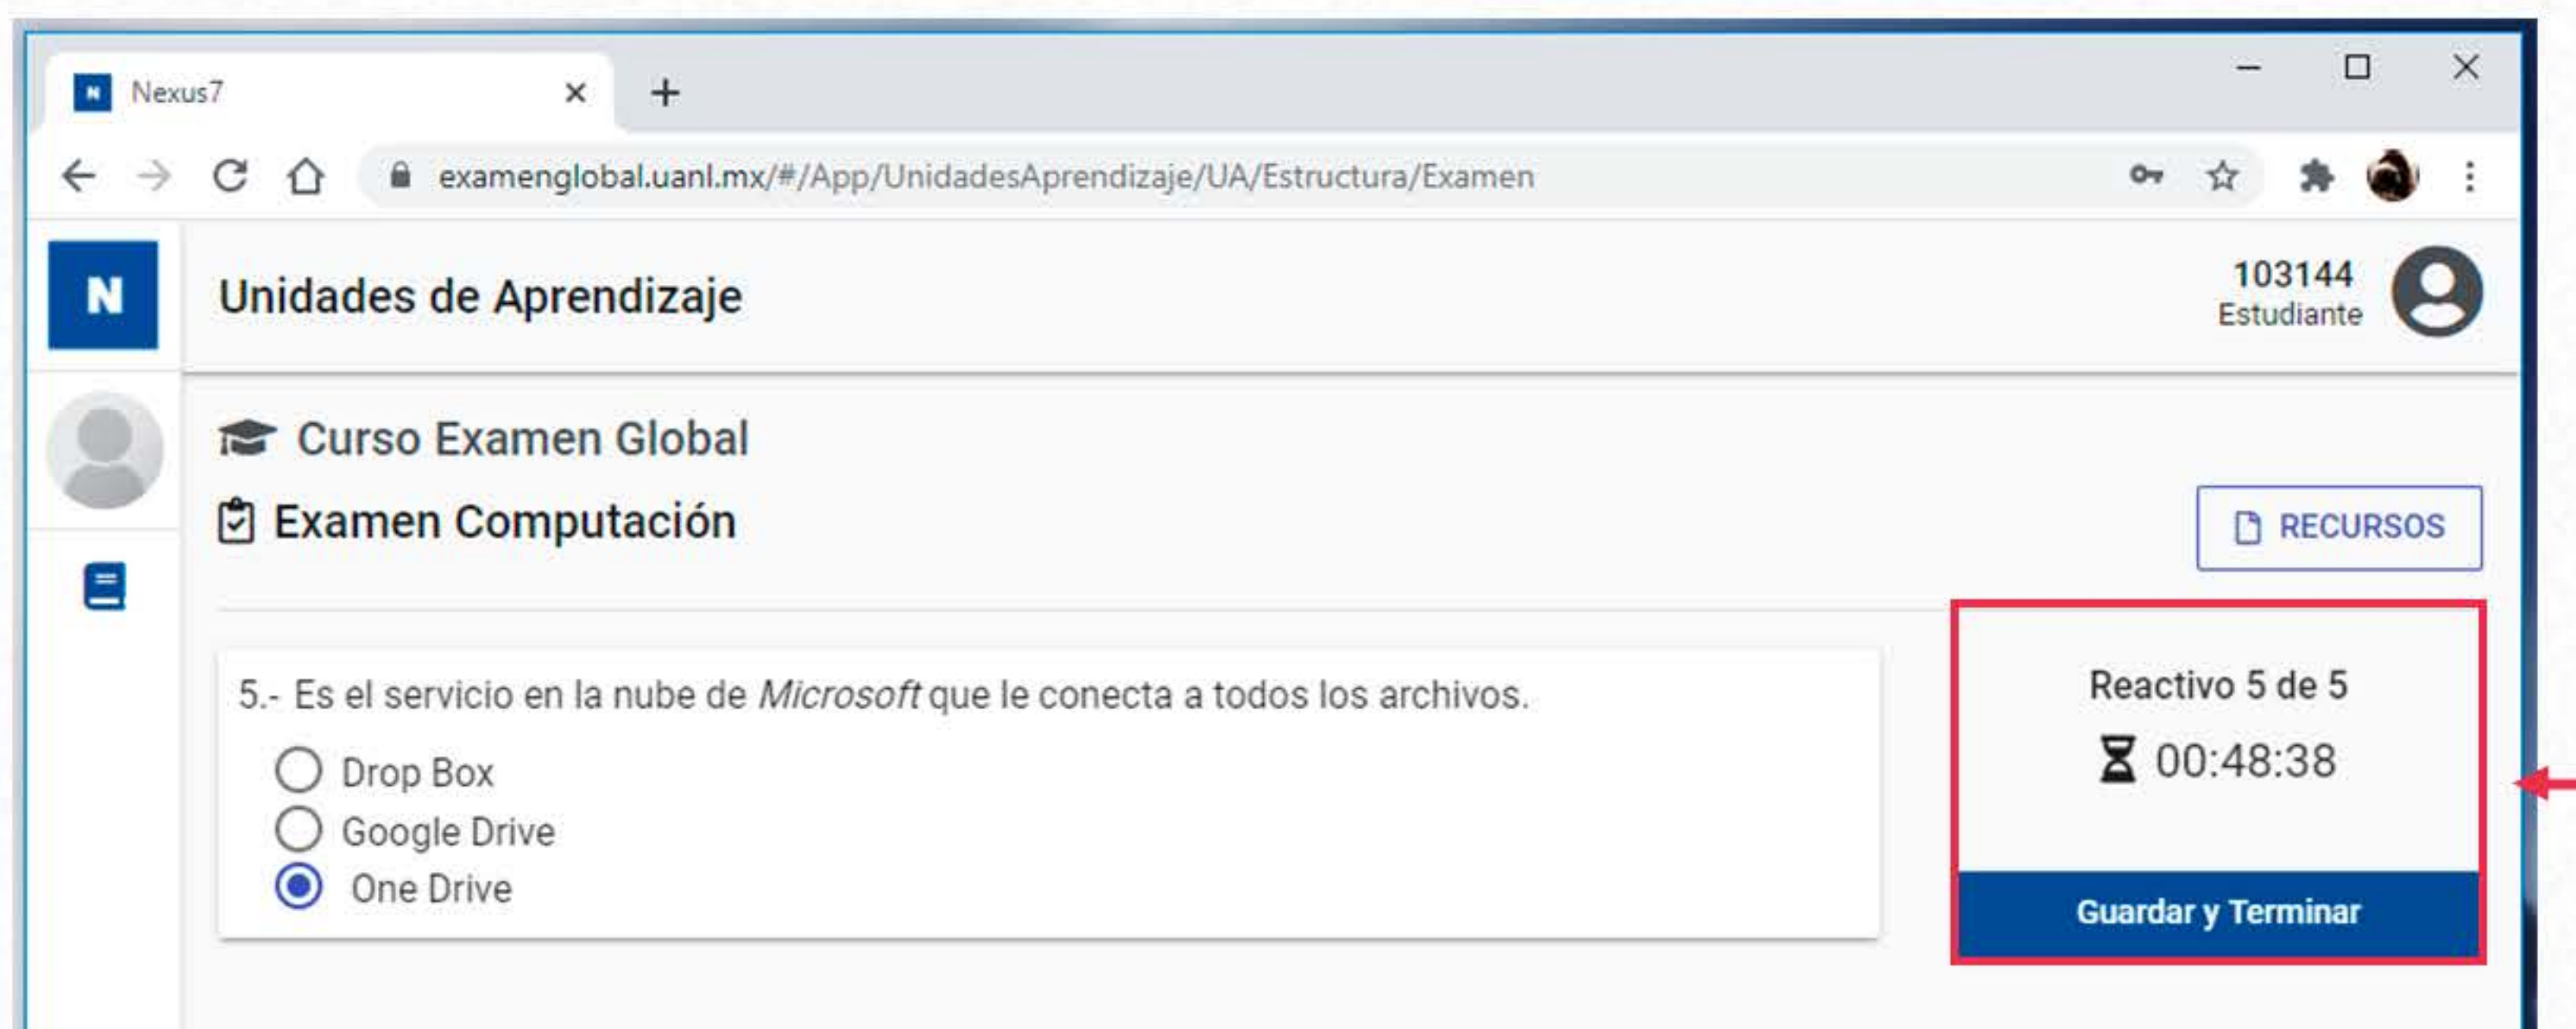 Nexus7
examenglobal.uanl.mx/#/App/UnidadesAprendizaje/UA/Estructura/Examen
N
Unidades de Aprendizaje
103144
Estudiante
Curso Examen Global
Examen Computación
RECURSOS
5.- Es el servicio en la nube de Microsoft que le conecta a todos los archivos.
Drop Box
Google Drive
One Drive
Reactivo 5 de 5
00:48:38
Guardar y Terminar